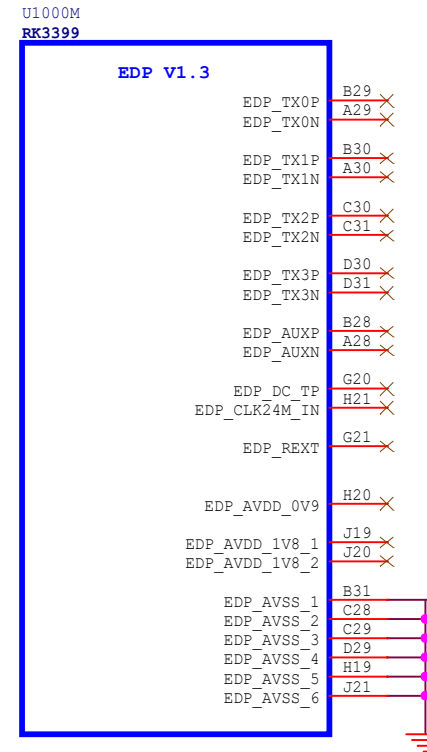 U1000M
RK3399
EDP V1.3
EDP_TX0P B29
EDP_TX0N A29
EDP_TX1P B30
EDP_TX1N A30
EDP_TX2P C30
EDP_TX2N C31
EDP_TX3P D30
EDP_TX3N D31
EDP_AUXP B28
EDP_AUXN A28
EDP_DC_TP G20
EDP_CLK24M_IN H21
EDP_REXT G21
EDP_AVDD_0V9 H20
EDP_AVDD_1V8_1 J19
EDP_AVDD_1V8_2 J20
EDP_AVSS_1 B31
EDP_AVSS_2 C28
EDP_AVSS_3 C29
EDP_AVSS_4 D29
EDP_AVSS_5 H19
EDP_AVSS_6 J21